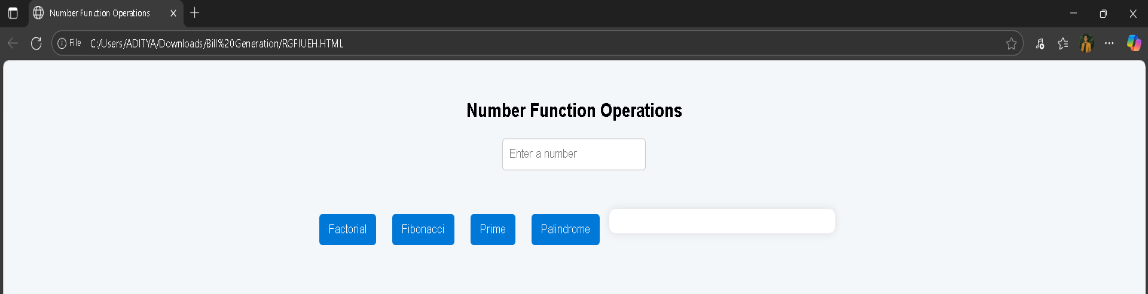 Number Function Operations
File C:/Users/ADITYA/Downloads/Bill%20Generation/RGFIUEH.HTML
Number Function Operations
Enter a number
Factorial Fibonacci Prime Palindrome